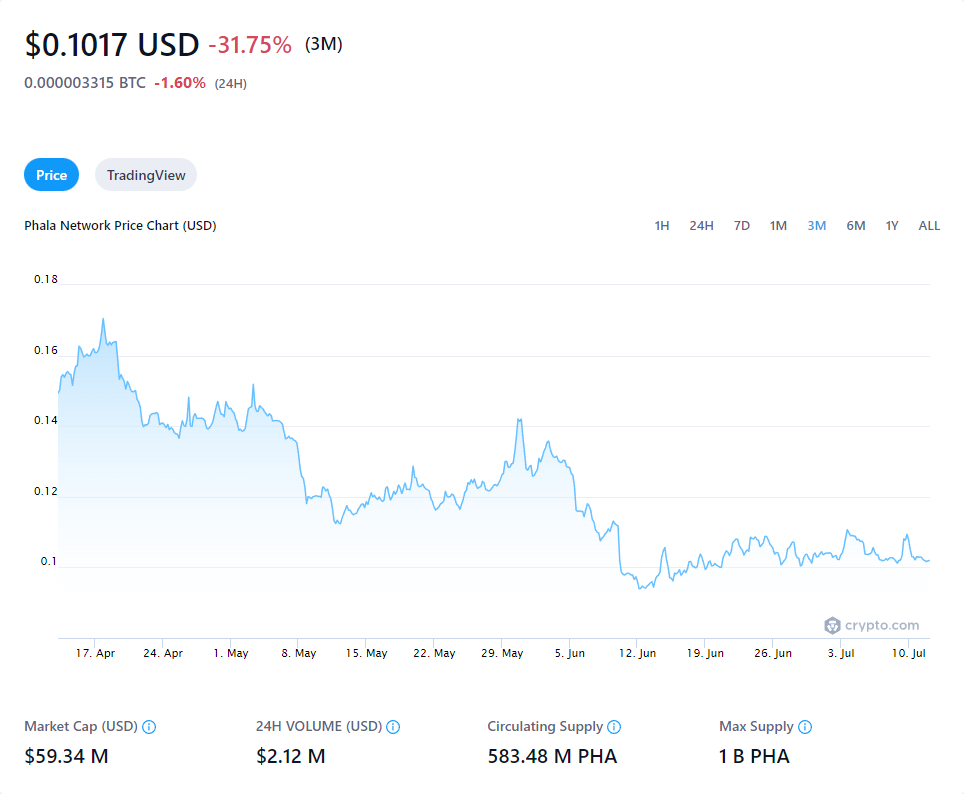 $0.1017 USD -31.75% (3M)
0.000003315 BTC -1.60% (24H)
Price TradingView
Phala Network Price Chart (USD) 1H 24H 7D 1M 3M 6M 1Y ALL
0.18
0.16
0.14
0.12
0.1
crypto.com
17. Apr 24. Apr 1. May 8. May 15. May 22. May 29. May 5. Jun 12. Jun 19. Jun 26. Jun 3. Jul 10. Jul
Market Cap (USD) 24H VOLUME (USD) Circulating Supply Max Supply
$59.34 M $2.12 M 583.48 M PHA 1 B PHA